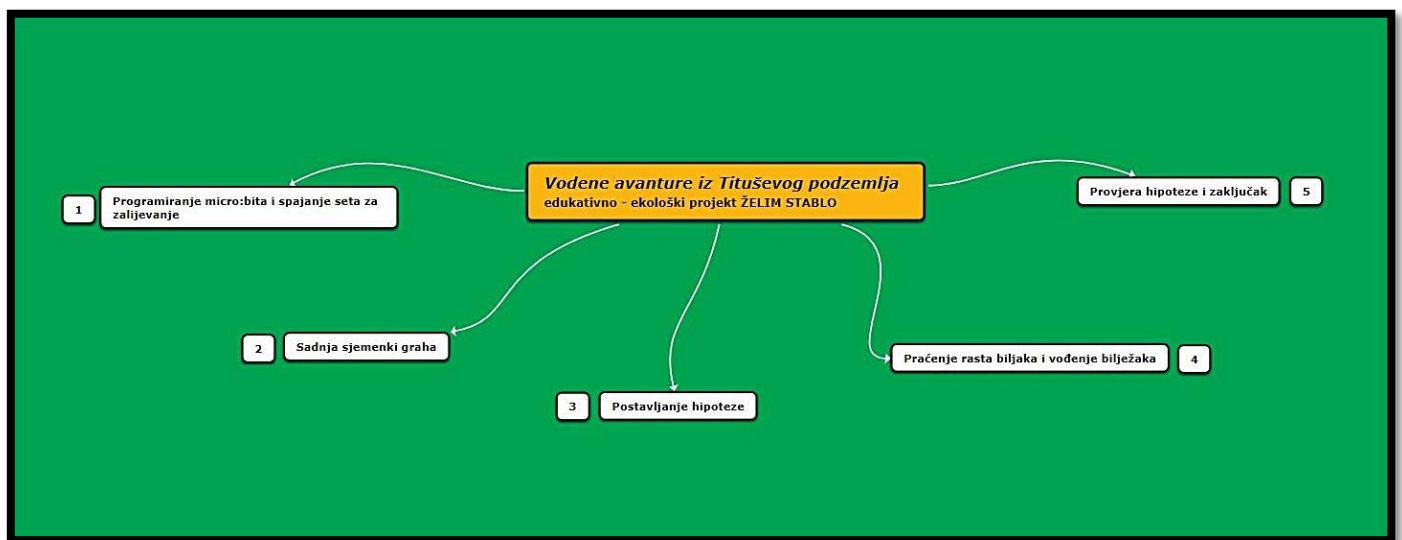 Vodene avanture iz Tituševog podzemlja
edukativno - ekološki projekt ŽELIM STABLO
1
Programiranje micro:bita i spajanje seta za
zalijevanje
2
Sadnja sjemenki graha
3
Postavljanje hipoteze
Praćenje rasta biljaka i vođenje bilježaka
4
Provjera hipoteze i zaključak
5